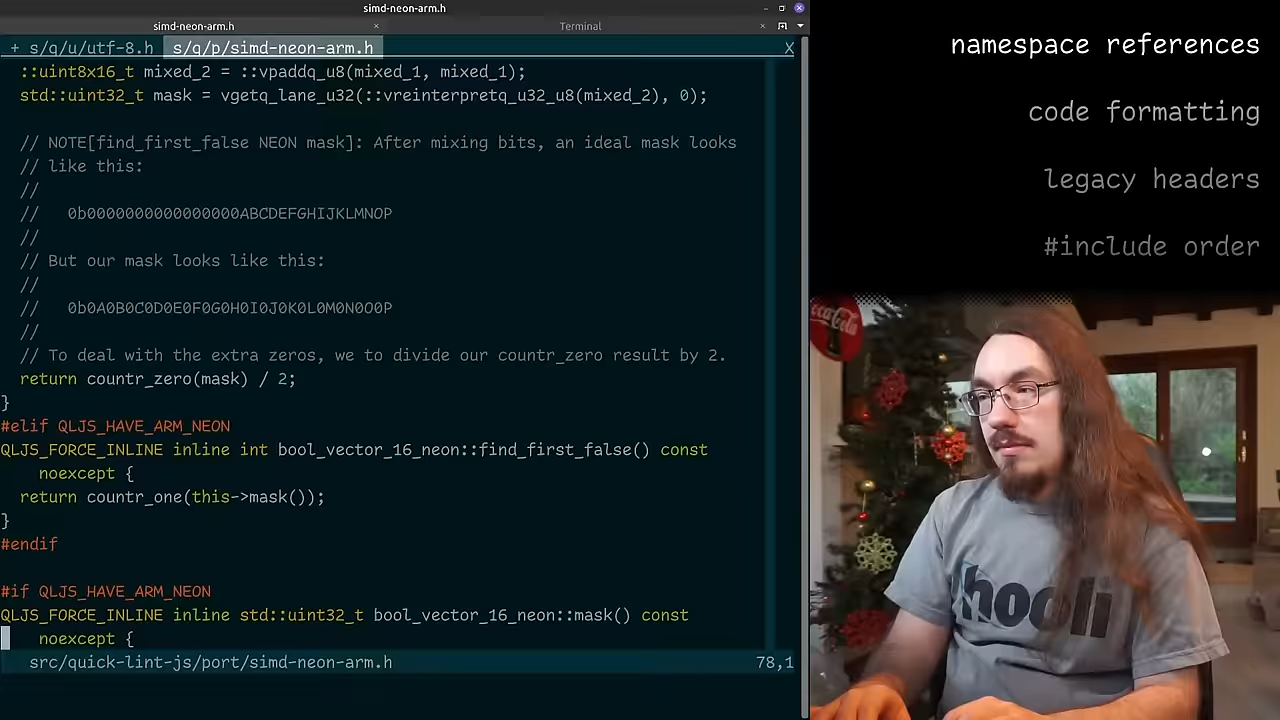 simd-neon-arm.h
simd-neon-arm.h × Terminal ×
+ s/q/u/utf-8.h s/q/p/simd-neon-arm.h X
::uint8x16_t mixed_2 = ::vpaddq_u8(mixed_1, mixed_1);
std::uint32_t mask = vgetq_lane_u32(::vreinterpretq_u32_u8(mixed_2), 0);
// NOTE[find_first_false NEON mask]: After mixing bits, an ideal mask looks
// like this:
//
// 0b0000000000000000ABCDEFGHIJKLMNOP
//
// But our mask looks like this:
//
// 0b0A0B0C0D0E0F0G0H0I0J0K0L0M0N0O0P
//
// To deal with the extra zeros, we to divide our countr_zero result by 2.
return countr_zero(mask) / 2;
}
#elif QLJS_HAVE_ARM_NEON
QLJS_FORCE_INLINE inline int bool_vector_16_neon::find_first_false() const
noexcept {
return countr_one(this->mask());
}
#endif
#if QLJS_HAVE_ARM_NEON
QLJS_FORCE_INLINE inline std::uint32_t bool_vector_16_neon::mask() const
noexcept {
src/quick-lint-js/port/simd-neon-arm.h 78,1
namespace references
code formatting
legacy headers
#include order
Coca-Cola
hooli